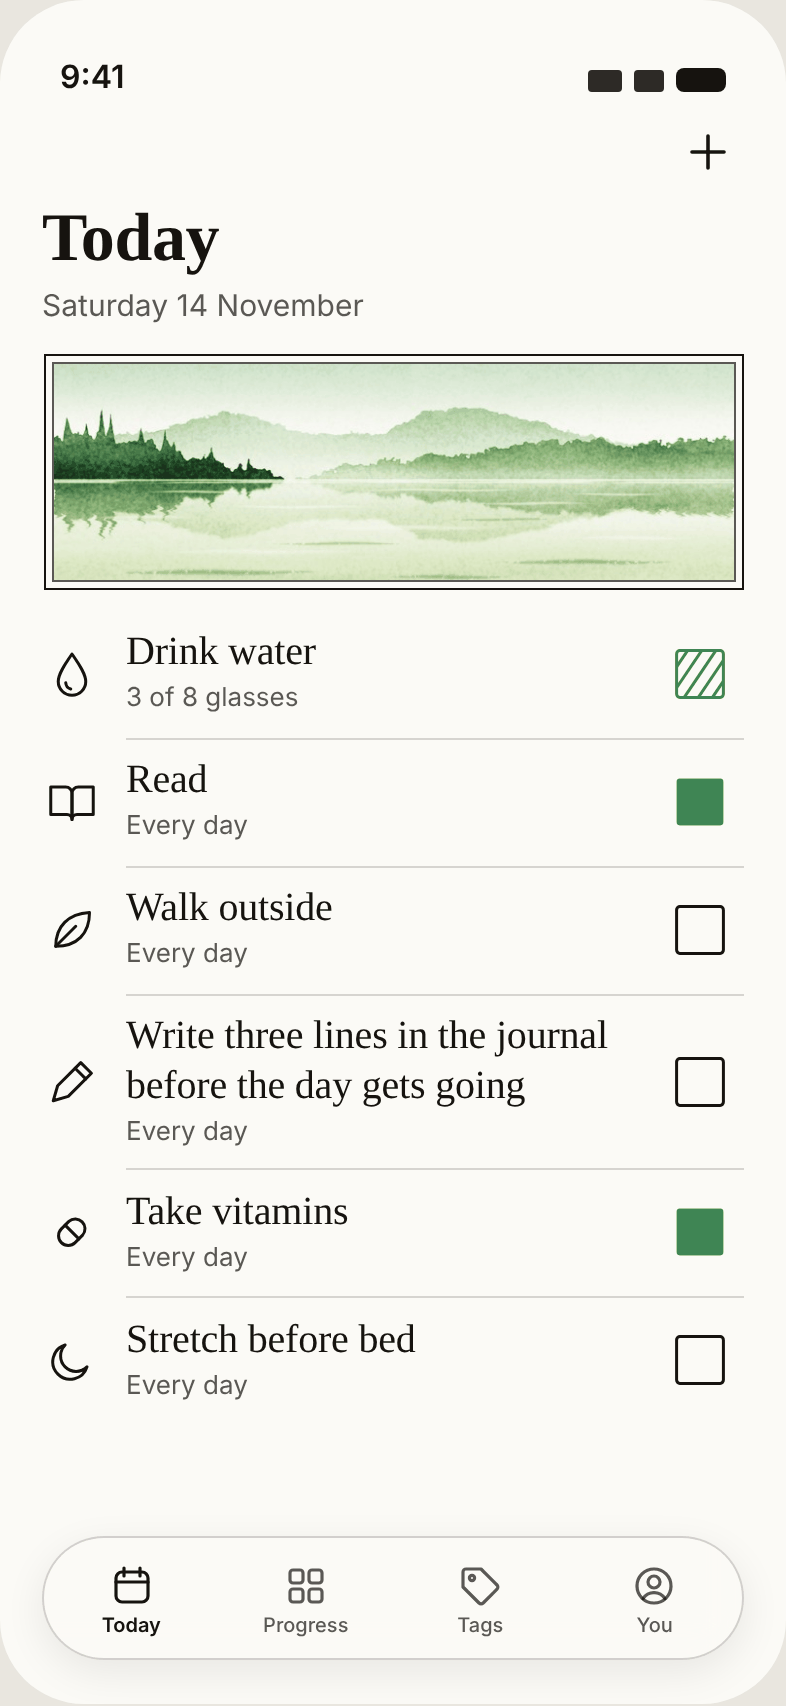 9:41
Today
Saturday 14 November
Drink water
3 of 8 glasses
Read
Every day
Walk outside
Every day
Write three lines in the journal
before the day gets going
Every day
Take vitamins
Every day
Stretch before bed
Every day
Today
Progress
Tags
You